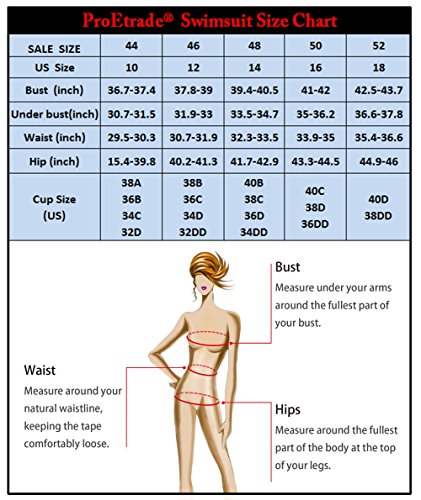 ProEtrade® Swimsuit Size Chart
SALE SIZE 44 46 48 50 52
US Size 10 12 14 16 18
Bust (inch) 36.7-37.4 37.8-39 39.4-40.5 41-42 42.5-43.7
Under bust(inch) 30.7-31.5 31.9-33 33.5-34.7 35-36.2 36.6-37.8
Waist (inch) 29.5-30.3 30.7-31.9 32.3-33.5 33.9-35 35.4-36.6
Hip (inch) 15.4-39.8 40.2-41.3 41.7-42.9 43.3-44.5 44.9-46
Cup Size
(US)
38A
36B
34C
32D
38B
36C
34D
32DD
40B
38C
36D
34DD
40C
38D
36DD
40D
38DD
Bust
Measure under your arms
around the fullest part of
your bust.
Waist
Measure around your
natural waistline,
keeping the tape
comfortably loose.
Hips
Measure around the fullest
part of the body at the top
of your legs.